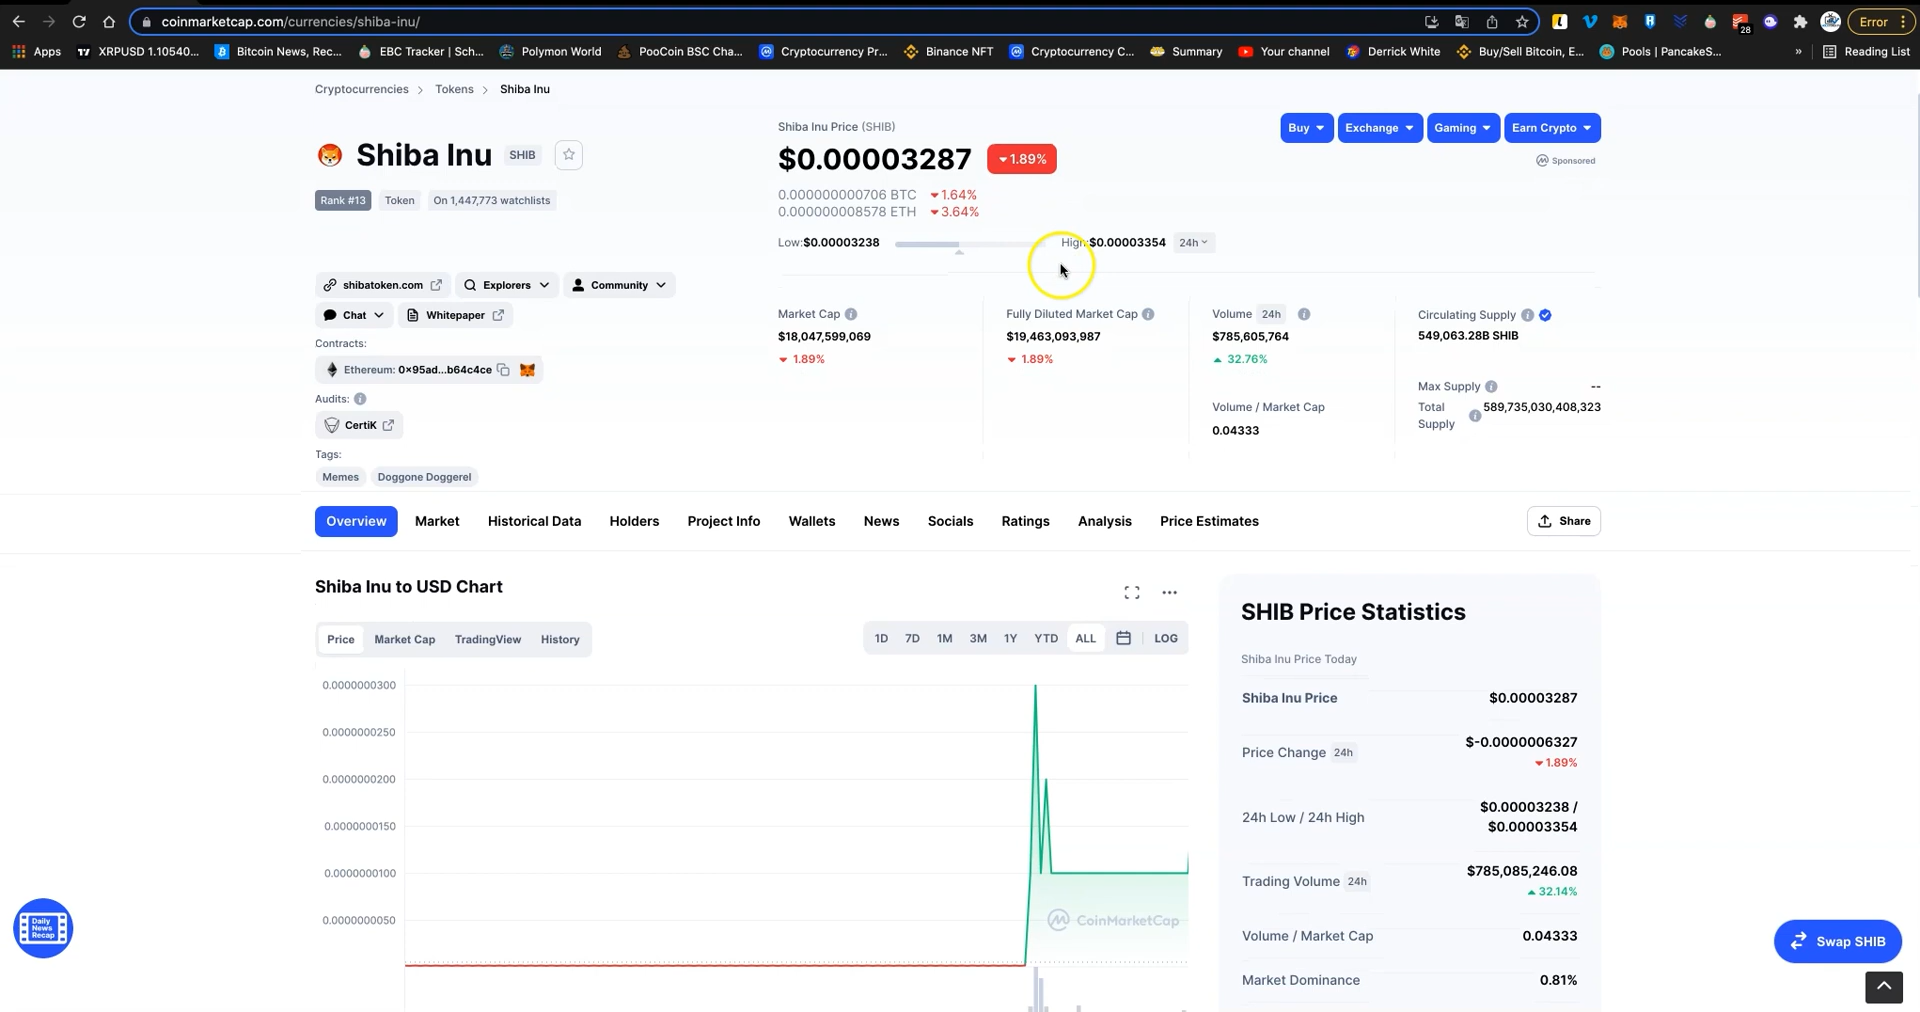 coinmarketcap.com/currencies/shiba-inu/
Error
Apps XRPUSD 1.10540... Bitcoin News, Rec... EBC Tracker | Sch... Polymon World PooCoin BSC Cha... Cryptocurrency Pr... Binance NFT Cryptocurrency C... Summary Your channel Derrick White Buy/Sell Bitcoin, E... Pools | PancakeS... » Reading List
28
Cryptocurrencies > Tokens > Shiba Inu
Shiba Inu SHIB
Rank #13 Token On 1,447,773 watchlists
shibatoken.com Explorers Community
Chat Whitepaper
Contracts:
Ethereum: 0x95ad...b64c4ce
Audits:
CertiK
Tags:
Memes Doggone Doggerel
Shiba Inu Price (SHIB)
$0.00003287 1.89%
0.000000000706 BTC 1.64%
0.000000008578 ETH 3.64%
Low:$0.00003238 High:$0.00003354 24h
Buy Exchange Gaming Earn Crypto
Sponsored
Market Cap
$18,047,599,069
1.89%
Fully Diluted Market Cap
$19,463,093,987
1.89%
Volume 24h
$785,605,764
32.76%
Volume / Market Cap
0.04333
Circulating Supply
549,063.28B SHIB
Max Supply --
Total Supply 589,735,030,408,323
Overview Market Historical Data Holders Project Info Wallets News Socials Ratings Analysis Price Estimates Share
Shiba Inu to USD Chart
Price Market Cap TradingView History 1D 7D 1M 3M 1Y YTD ALL LOG
0.0000000300
0.0000000250
0.0000000200
0.0000000150
0.0000000100
0.0000000050
CoinMarketCap
SHIB Price Statistics
Shiba Inu Price Today
Shiba Inu Price $0.00003287
Price Change 24h $-0.0000006327
1.89%
24h Low / 24h High $0.00003238 /
$0.00003354
Trading Volume 24h $785,085,246.08
32.14%
Volume / Market Cap 0.04333
Market Dominance 0.81%
Daily
News
Recap
Swap SHIB